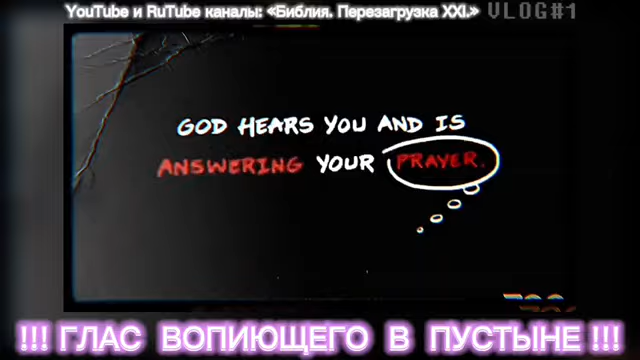 YouTube и RuTube каналы: «Библия. Перезагрузка XXI.» VLOG#1
GOD HEARS YOU AND IS
ANSWERING YOUR PRAYER.
!!! ГЛАС ВОПИЮЩЕГО В ПУСТЫНЕ !!!